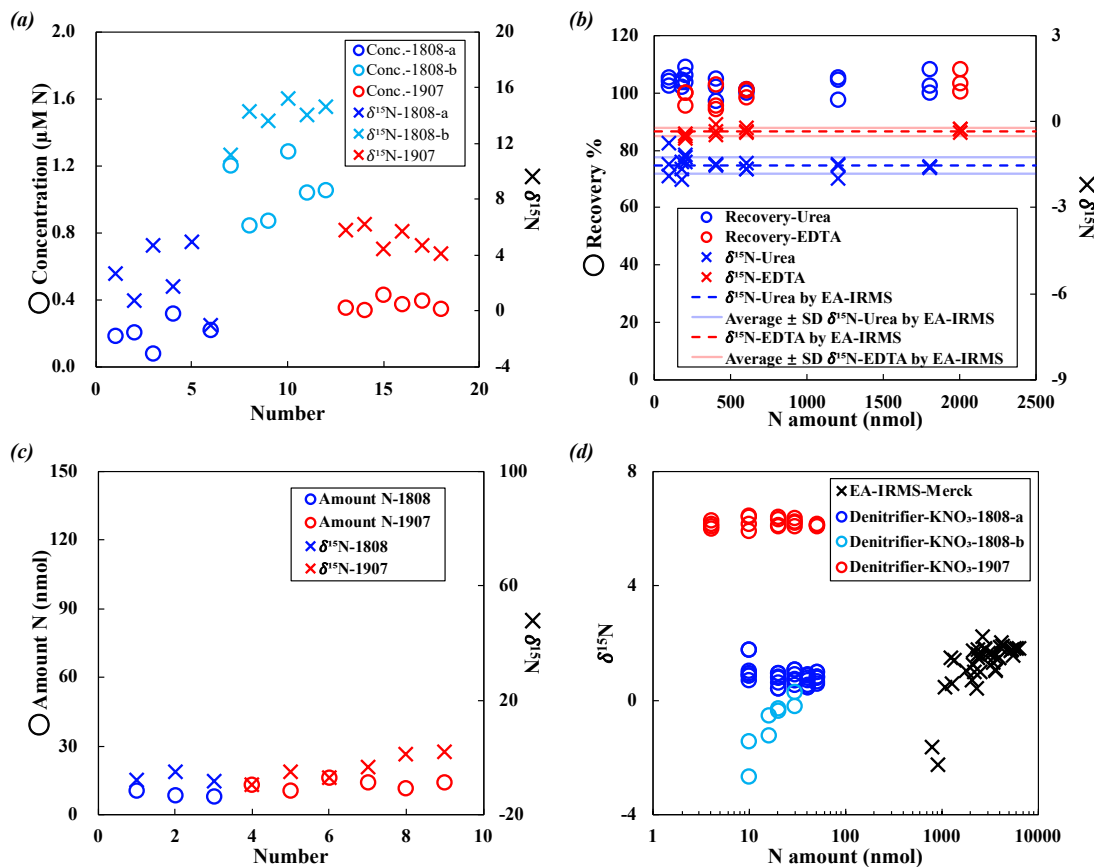 (a)
2.0
1.6
1.2
0.8
0.4
0.0
Concentration (μM N)
0
5
10
15
20
Number
20
16
12
8
4
0
-4
δ¹⁵N
Conc.-1808-a
Conc.-1808-b
Conc.-1907
δ¹⁵N-1808-a
δ¹⁵N-1808-b
δ¹⁵N-1907
(b)
120
100
80
60
40
20
0
Recovery %
0
500
1000
1500
2000
2500
N amount (nmol)
3
0
-3
-6
-9
δ¹⁵N
Recovery-Urea
Recovery-EDTA
δ¹⁵N-Urea
δ¹⁵N-EDTA
δ¹⁵N-Urea by EA-IRMS
Average ± SD δ¹⁵N-Urea by EA-IRMS
δ¹⁵N-EDTA by EA-IRMS
Average ± SD δ¹⁵N-EDTA by EA-IRMS
(c)
150
120
90
60
30
0
Amount N (nmol)
0
2
4
6
8
10
Number
100
60
20
-20
δ¹⁵N
Amount N-1808
Amount N-1907
δ¹⁵N-1808
δ¹⁵N-1907
(d)
8
4
0
-4
δ¹⁵N
1
10
100
1000
10000
N amount (nmol)
EA-IRMS-Merck
Denitrifier-KNO₃-1808-a
Denitrifier-KNO₃-1808-b
Denitrifier-KNO₃-1907